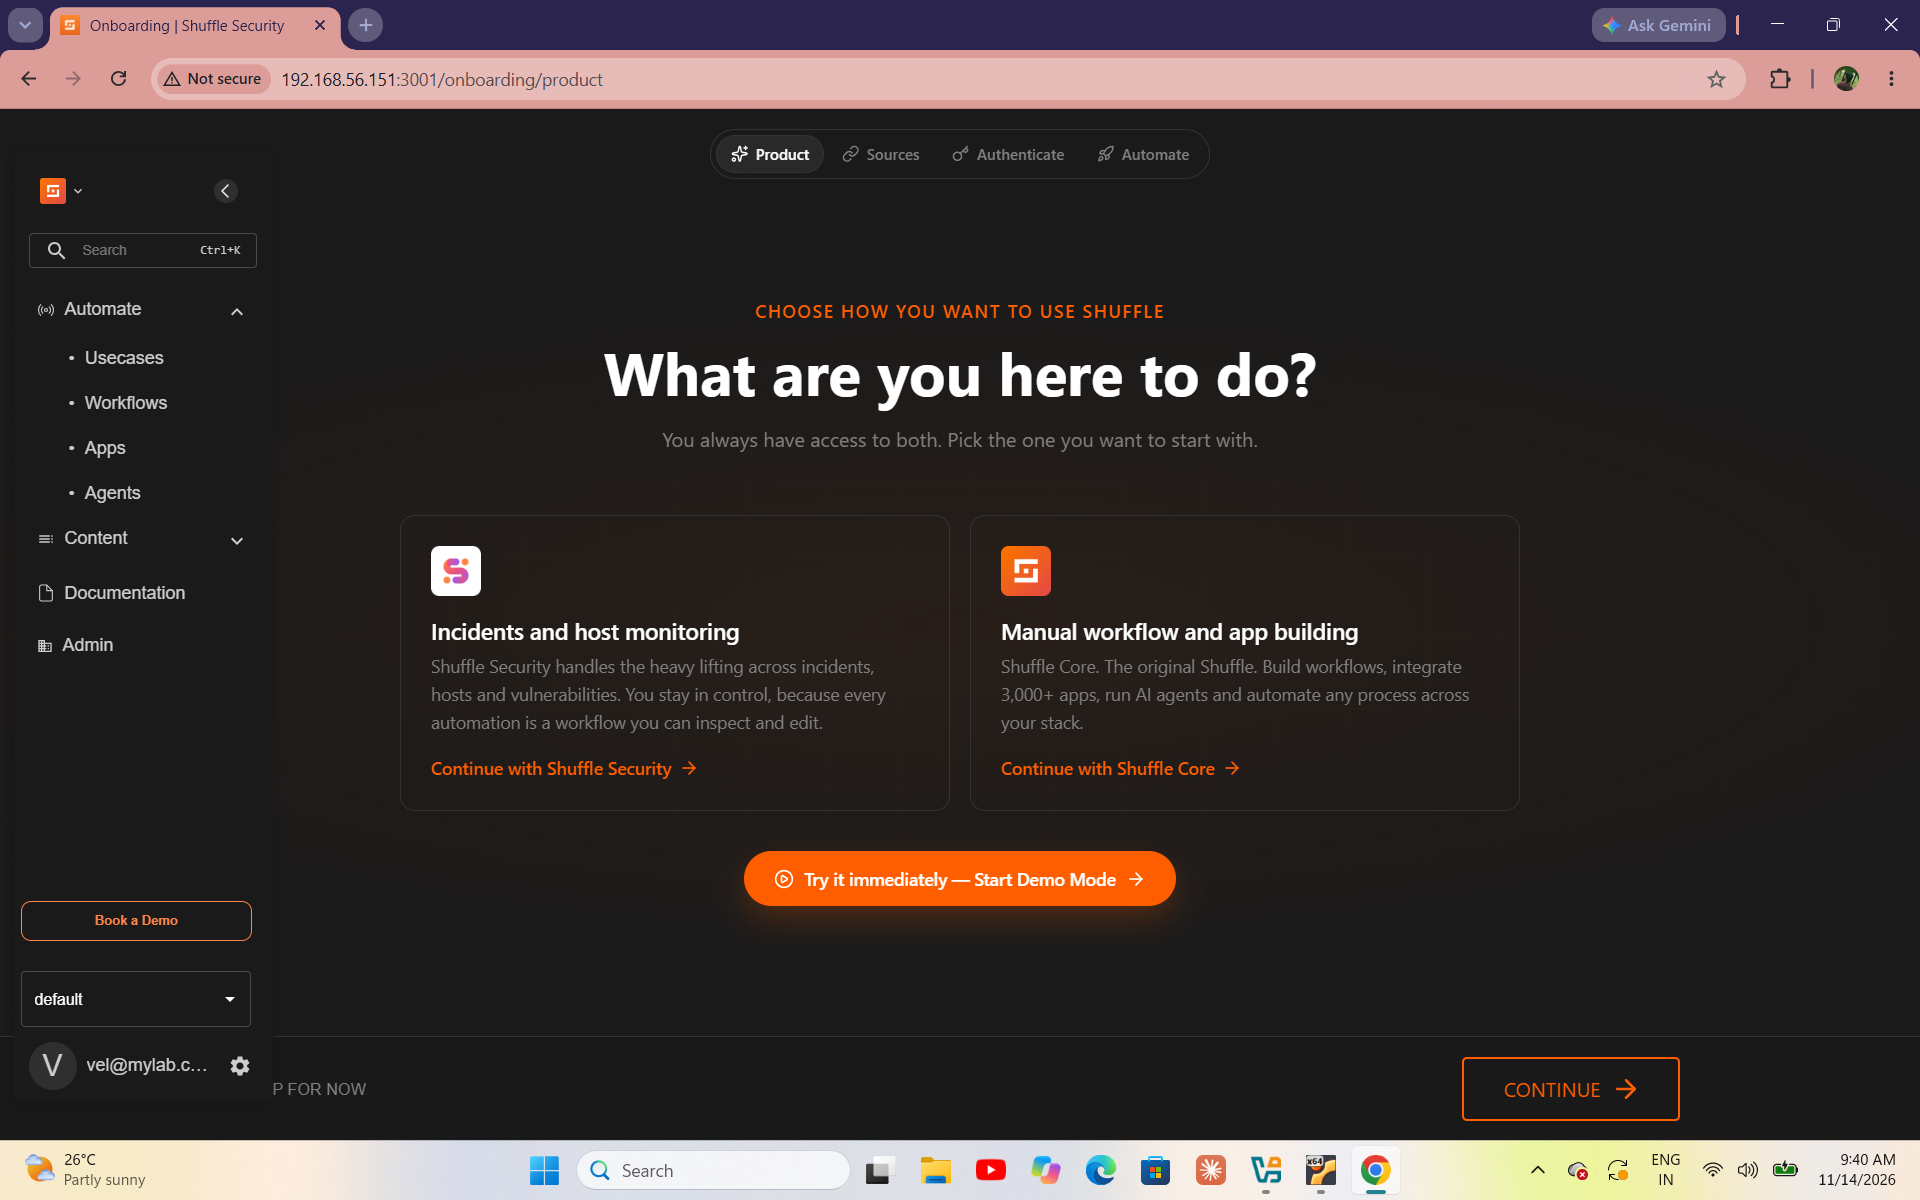 Onboarding | Shuffle Security
Ask Gemini
Not secure
192.168.56.151:3001/onboarding/product
Product
Sources
Authenticate
Automate
Search
Ctrl+K
Automate
• Usecases
• Workflows
• Apps
• Agents
Content
Documentation
Admin
Book a Demo
default
V
vel@mylab.c...
CHOOSE HOW YOU WANT TO USE SHUFFLE
What are you here to do?
You always have access to both. Pick the one you want to start with.
Incidents and host monitoring
Shuffle Security handles the heavy lifting across incidents,
hosts and vulnerabilities. You stay in control, because every
automation is a workflow you can inspect and edit.
Continue with Shuffle Security →
Manual workflow and app building
Shuffle Core. The original Shuffle. Build workflows, integrate
3,000+ apps, run AI agents and automate any process across
your stack.
Continue with Shuffle Core →
Try it immediately — Start Demo Mode →
P FOR NOW
CONTINUE →
26°C
Partly sunny
Search
x64
ENG
IN
9:40 AM
11/14/2026